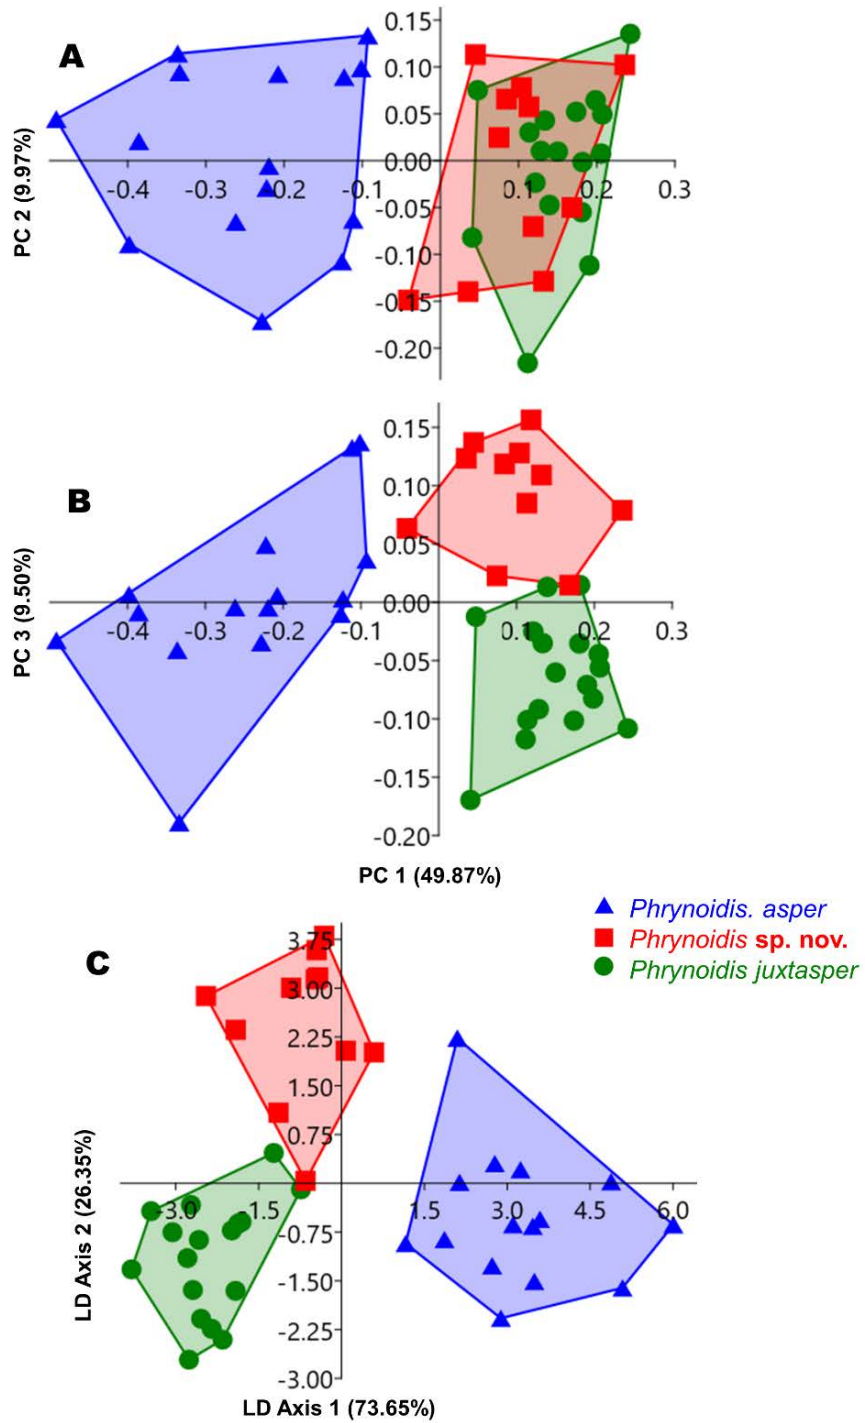 A
0.15
0.10
0.05
0.00
-0.4 -0.3 -0.2 -0.1 0.1 0.2 0.3
-0.05
-0.10
-0.15
-0.20
PC 2 (9.97%)
B
0.15
0.10
0.05
0.00
-0.4 -0.3 -0.2 -0.1 0.1 0.2 0.3
-0.05
-0.10
-0.15
-0.20
PC 3 (9.50%)
PC 1 (49.87%)
Phrynoidis. asper
Phrynoidis sp. nov.
Phrynoidis juxtasper
C
3.75
3.00
2.25
1.50
0.75
-3.0 -1.5 1.5 3.0 4.5 6.0
-0.75
-1.50
-2.25
-3.00
LD Axis 2 (26.35%)
LD Axis 1 (73.65%)